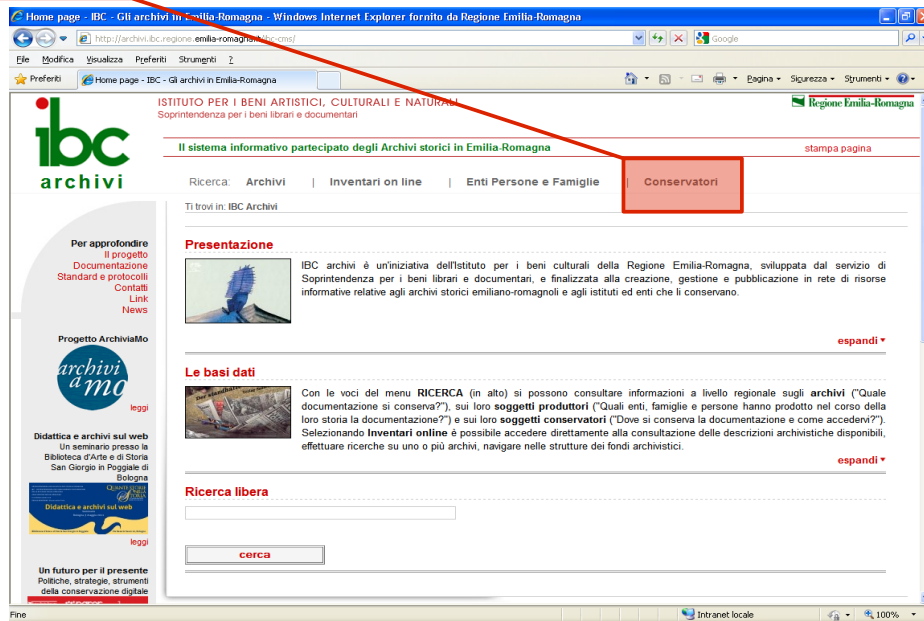 Home page - IBC - Gli archivi in Emilia-Romagna - Windows Internet Explorer fornito da Regione Emilia-Romagna
http://archivi.ibc.regione.emilia-romagna.it/ibc-cms/
Google
File Modifica Visualizza Preferiti Strumenti ?
Preferiti
Home page - IBC - Gli archivi in Emilia-Romagna
Pagina Sicurezza Strumenti
ibc
archivi
ISTITUTO PER I BENI ARTISTICI, CULTURALI E NATURALI
Soprintendenza per i beni librari e documentari
Regione Emilia-Romagna
Il sistema informativo partecipato degli Archivi storici in Emilia-Romagna
stampa pagina
Ricerca: Archivi | Inventari on line | Enti Persone e Famiglie | Conservatori
Ti trovi in: IBC Archivi
Per approfondire
Il progetto
Documentazione
Standard e protocolli
Contatti
Link
News
Progetto ArchiviaMo
archivi
amo
leggi
Didattica e archivi sul web
Un seminario presso la
Biblioteca d'Arte e di Storia
San Giorgio in Poggiale di
Bologna
Didattica e archivi sul web
leggi
Un futuro per il presente
Politiche, strategie, strumenti
della conservazione digitale
Presentazione
IBC archivi è un'iniziativa dell'Istituto per i beni culturali della Regione Emilia-Romagna, sviluppata dal servizio di
Soprintendenza per i beni librari e documentari, e finalizzata alla creazione, gestione e pubblicazione in rete di risorse
informative relative agli archivi storici emiliano-romagnoli e agli istituti ed enti che li conservano.
espandi
Le basi dati
Con le voci del menu RICERCA (in alto) si possono consultare informazioni a livello regionale sugli archivi ("Quale
documentazione si conserva?"), sui loro soggetti produttori ("Quali enti, famiglie e persone hanno prodotto nel corso della
loro storia la documentazione?") e sui loro soggetti conservatori ("Dove si conserva la documentazione e come accedervi?").
Selezionando Inventari online è possibile accedere direttamente alla consultazione delle descrizioni archivistiche disponibili,
effettuare ricerche su uno o più archivi, navigare nelle strutture dei fondi archivistici.
espandi
Ricerca libera
cerca
Fine
Intranet locale
100%